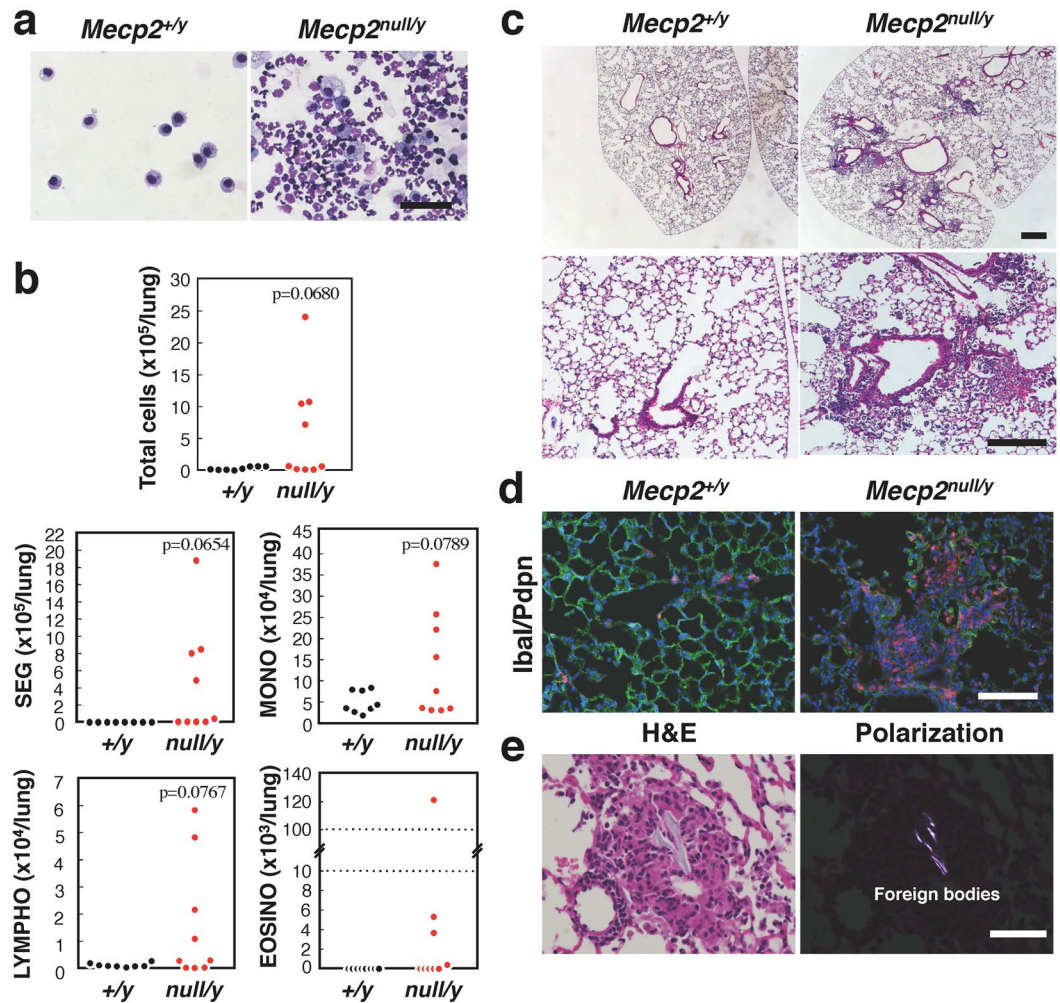 a
Mecp2+/y
Mecp2null/y
b
Total cells (x10⁵/lung)
30
25
20
15
10
5
0
p=0.0680
+/y
null/y
SEG (x10⁵/lung)
22
20
18
16
14
12
10
8
6
4
2
0
p=0.0654
+/y
null/y
MONO (x10⁴/lung)
45
40
35
30
25
20
15
10
5
0
p=0.0789
+/y
null/y
LYMPHO (x10⁴/lung)
7
6
5
4
3
2
1
0
p=0.0767
+/y
null/y
EOSINO (x10³/lung)
140
120
100
10
8
6
4
2
0
+/y
null/y
c
Mecp2+/y
Mecp2null/y
d
Mecp2+/y
Mecp2null/y
Ibal/Pdpn
e
H&E
Polarization
Foreign bodies